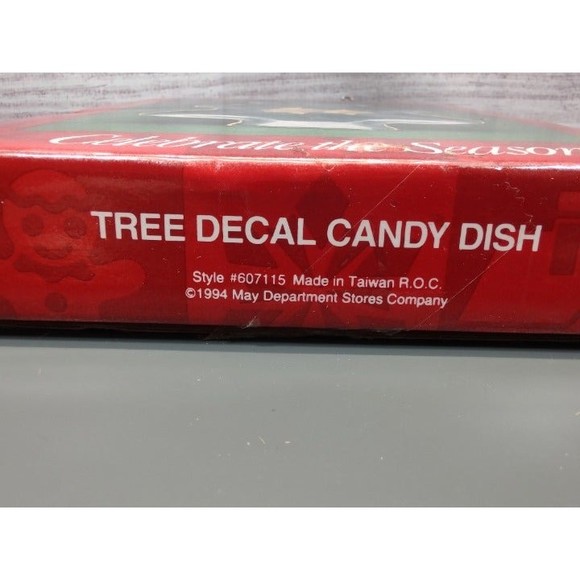 Celebrate the Season
TREE DECAL CANDY DISH
Style #607115 Made in Taiwan R.O.C.
©1994 May Department Stores Company